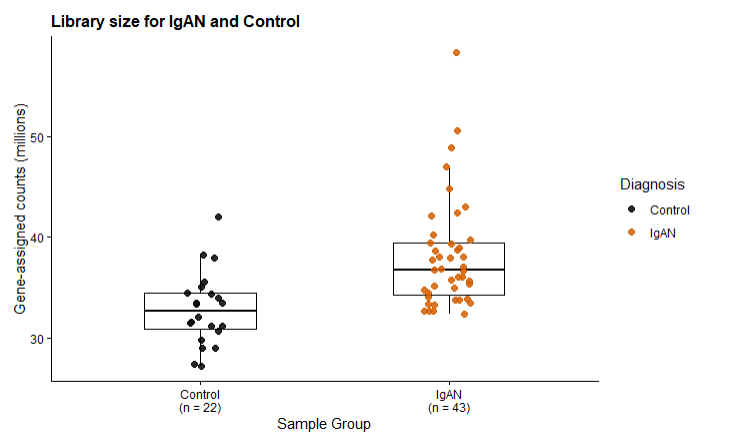 Library size for IgAN and Control
Gene-assigned counts (millions)
50
40
30
Control
(n = 22)
IgAN
(n = 43)
Sample Group
Diagnosis
Control
IgAN